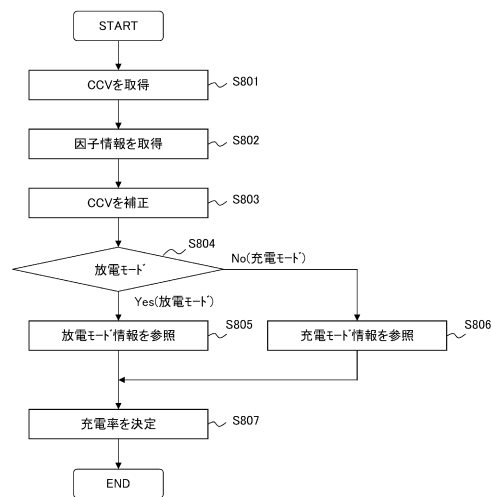 START
CCVを取得
S801
因子情報を取得
S802
CCVを補正
S803
S804
放電モード
No(充電モード)
Yes(放電モード)
放電モード情報を参照
S805
充電モード情報を参照
S806
充電率を決定
S807
END